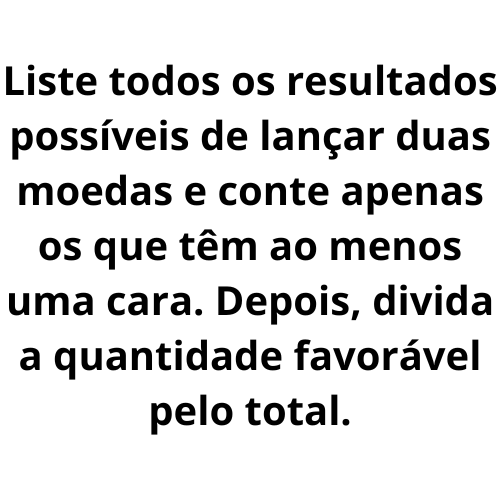 Liste todos os resultados
possíveis de lançar duas
moedas e conte apenas
os que têm ao menos
uma cara. Depois, divida
a quantidade favorável
pelo total.